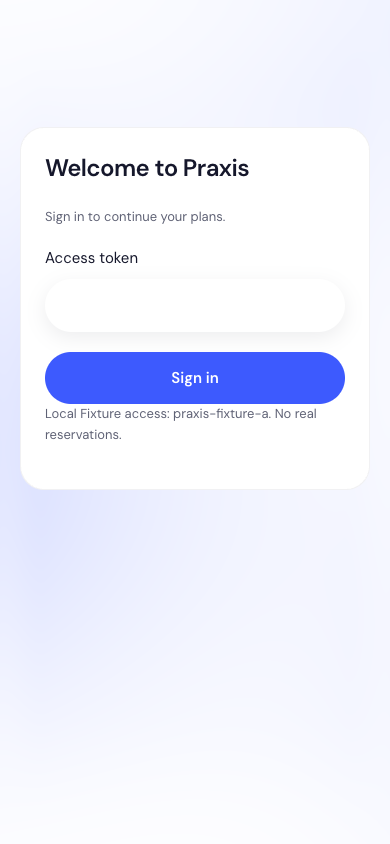 Welcome to Praxis
Sign in to continue your plans.
Access token
Sign in
Local Fixture access: praxis-fixture-a. No real
reservations.